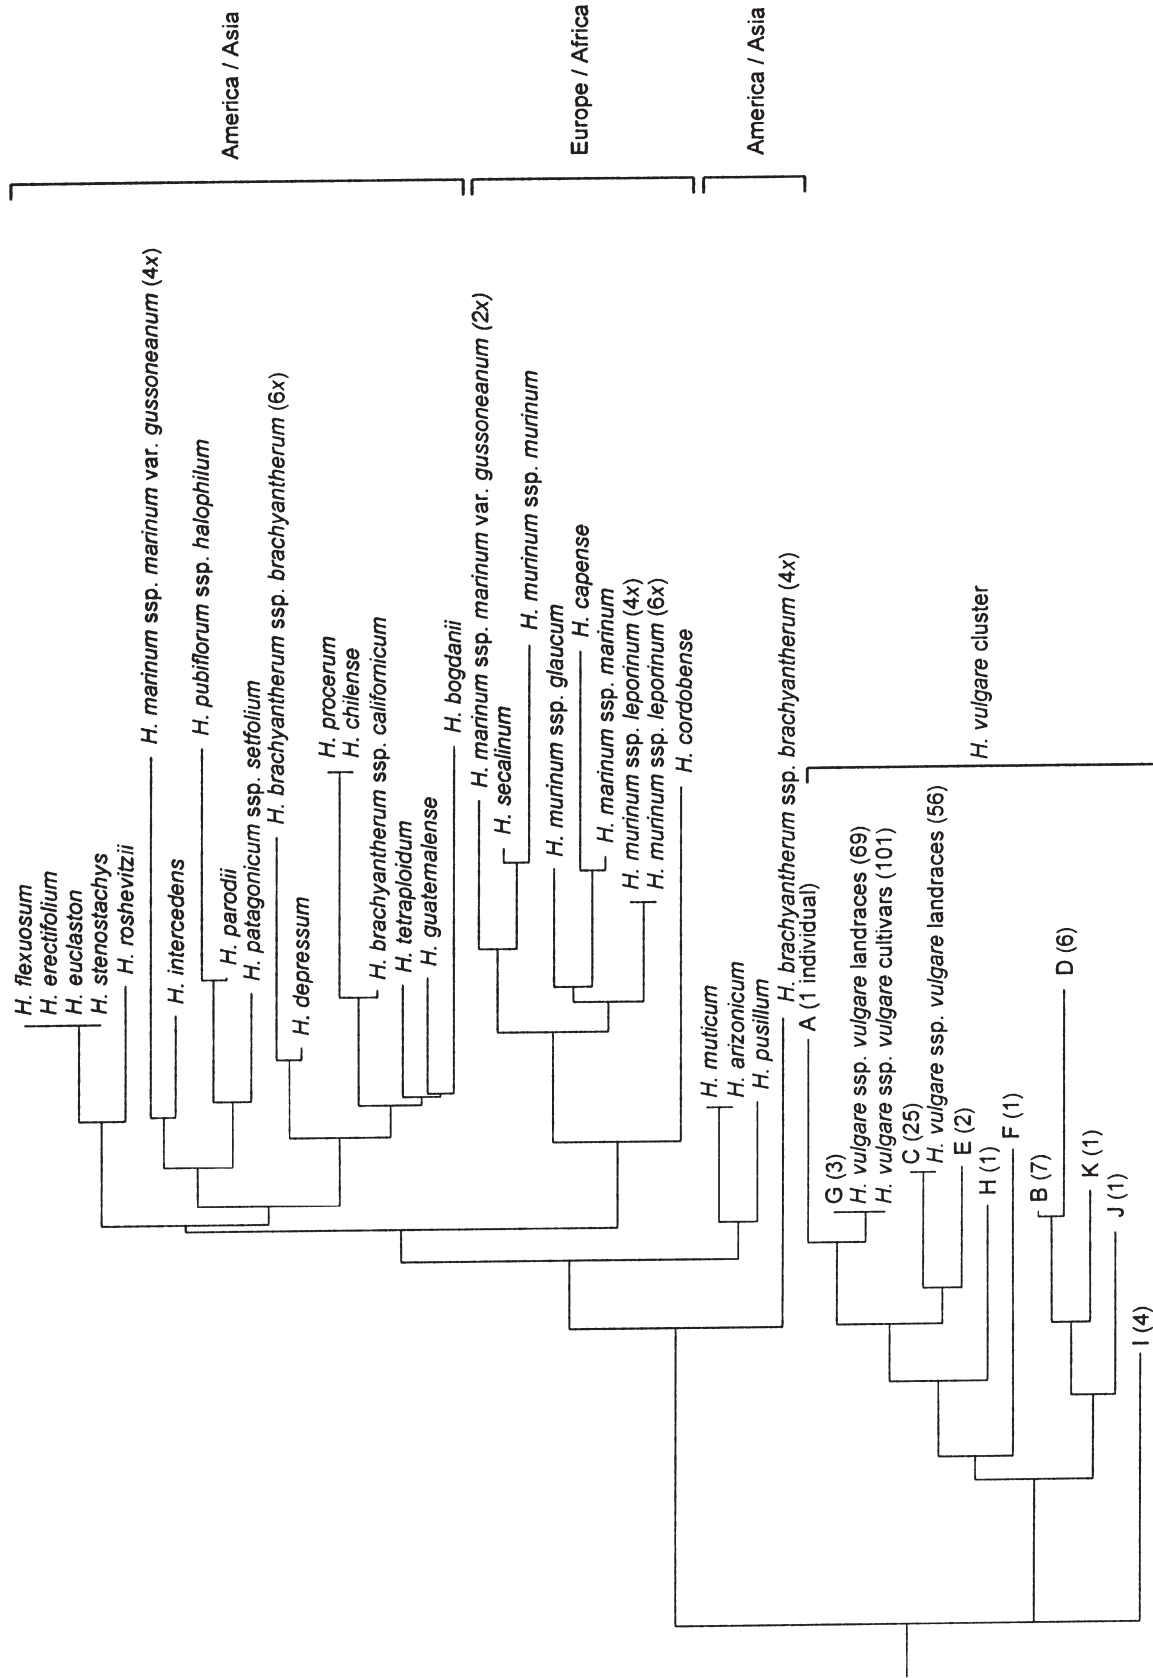 H. flexuosum
H. erectifolium
H. euclaston
H. stenostachys
H. roshevitzii
H. marinum ssp. marinum var. gussoneanum (4x)
H. intercedens
H. pubiflorum ssp. halophilum
H. parodii
H. patagonicum ssp. setfolium
H. brachyantherum ssp. brachyantherum (6x)
H. depressum
H. procerum
H. chilense
H. brachyantherum ssp. californicum
H. tetraploidum
H. guatemalense
H. bogdanii
America / Asia
H. marinum ssp. marinum var. gussoneanum (2x)
H. secalinum
H. murinum ssp. murinum
H. murinum ssp. glaucum
H. capense
H. marinum ssp. marinum
H. murinum ssp. leporinum (4x)
H. murinum ssp. leporinum (6x)
H. cordobense
Europe / Africa
H. muticum
H. arizonicum
H. pusillum
H. brachyantherum ssp. brachyantherum (4x)
America / Asia
A (1 individual)
G (3)
H. vulgare ssp. vulgare landraces (69)
H. vulgare ssp. vulgare cultivars (101)
C (25)
H. vulgare ssp. vulgare landraces (56)
E (2)
H (1)
F (1)
B (7)
D (6)
K (1)
J (1)
I (4)
H. vulgare cluster